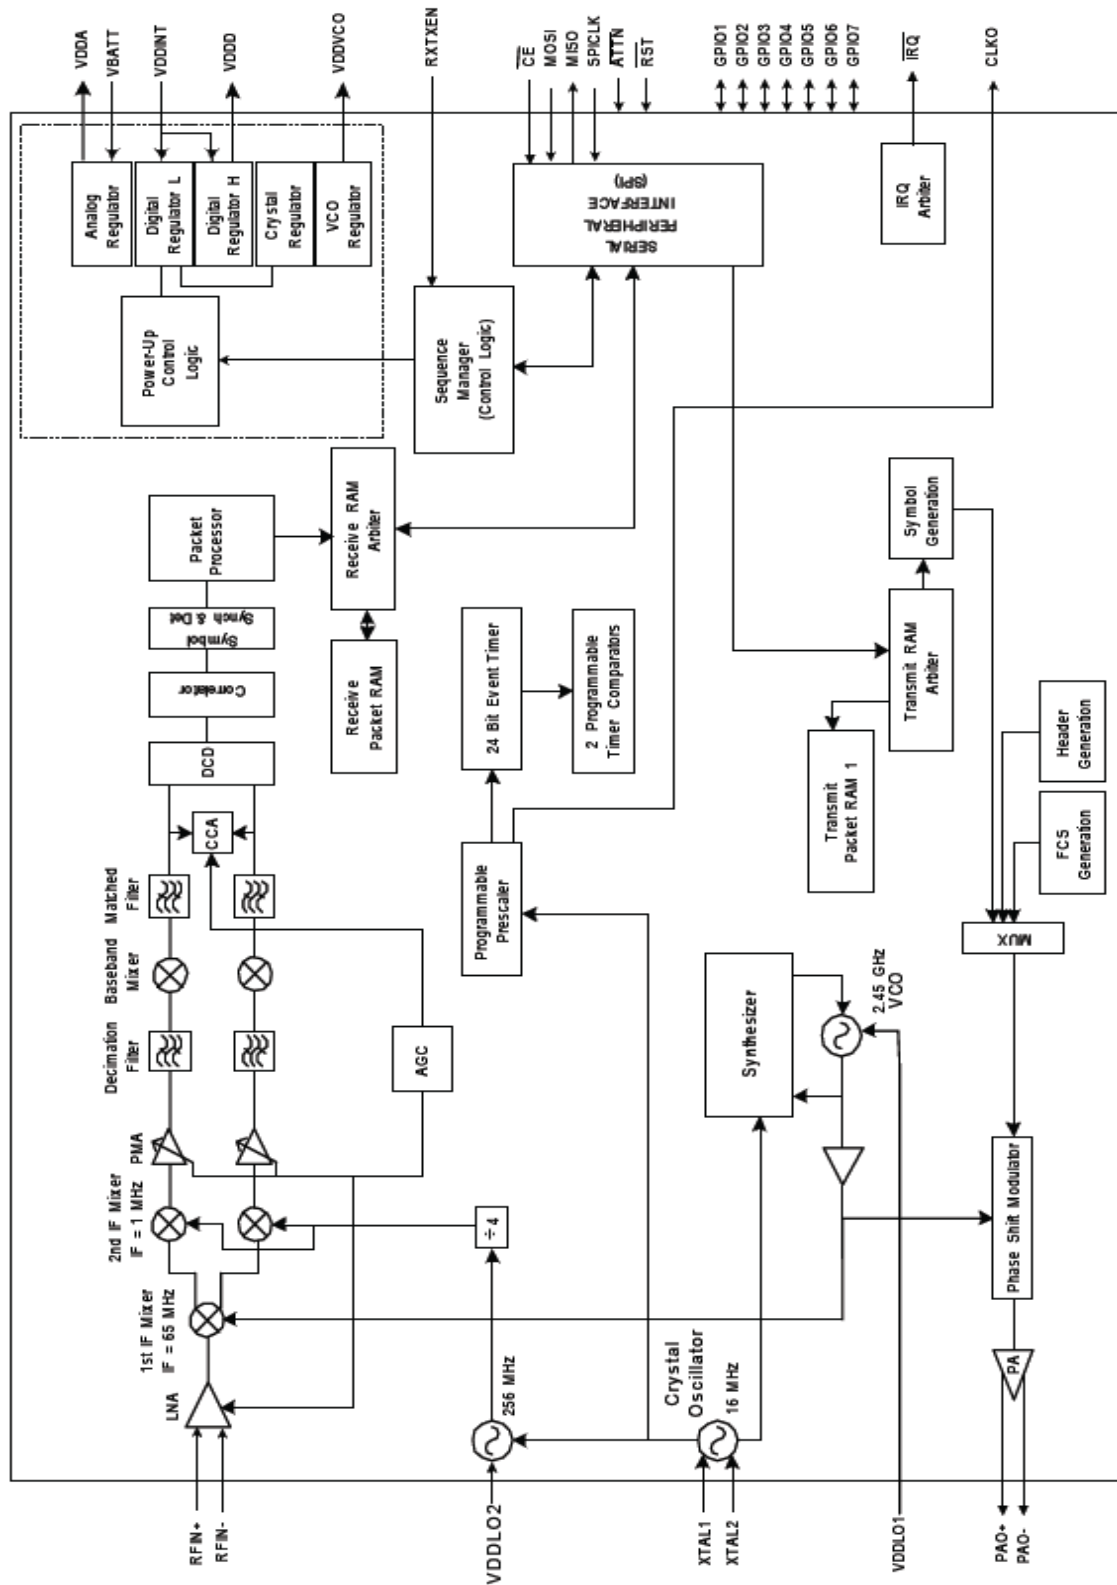 RFIN+
RFIN-
LNA
1st IF Mixer
IF = 65 MHz
2nd IF Mixer
IF = 1 MHz
PMA
Decimation
Filter
Baseband
Mixer
Matched
Filter
CCA
DCD
Correlator
Symbol
Synch & Det
Packet
Processor
AGC
÷4
256 MHz
VDDLO2
Receive
Packet RAM
Receive RAM
Arbiter
Power-Up
Control
Logic
Analog
Regulator
Digital
Regulator L
Digital
Regulator H
Crystal
Regulator
VCO
Regulator
VDDA
VBATT
VDDINT
VDDD
VDDVCO
RXTXEN
Sequence
Manager
(Control Logic)
Programmable
Prescaler
24 Bit Event Timer
2 Programmable
Timer Comparators
SERIAL
PERIPHERAL
INTERFACE
(SPI)
CE
MOSI
MISO
SPICLK
ATTN
RST
GPIO1
GPIO2
GPIO3
GPIO4
GPIO5
GPIO6
GPIO7
Crystal
Oscillator
16 MHz
XTAL1
XTAL2
Synthesizer
2.45 GHz
VCO
VDDLO1
Transmit
Packet RAM 1
Transmit RAM
Arbiter
Symbol
Generation
IRQ
Arbiter
IRQ
CLKO
FCS
Generation
Header
Generation
MUX
Phase Shift Modulator
PA
PAO+
PAO-